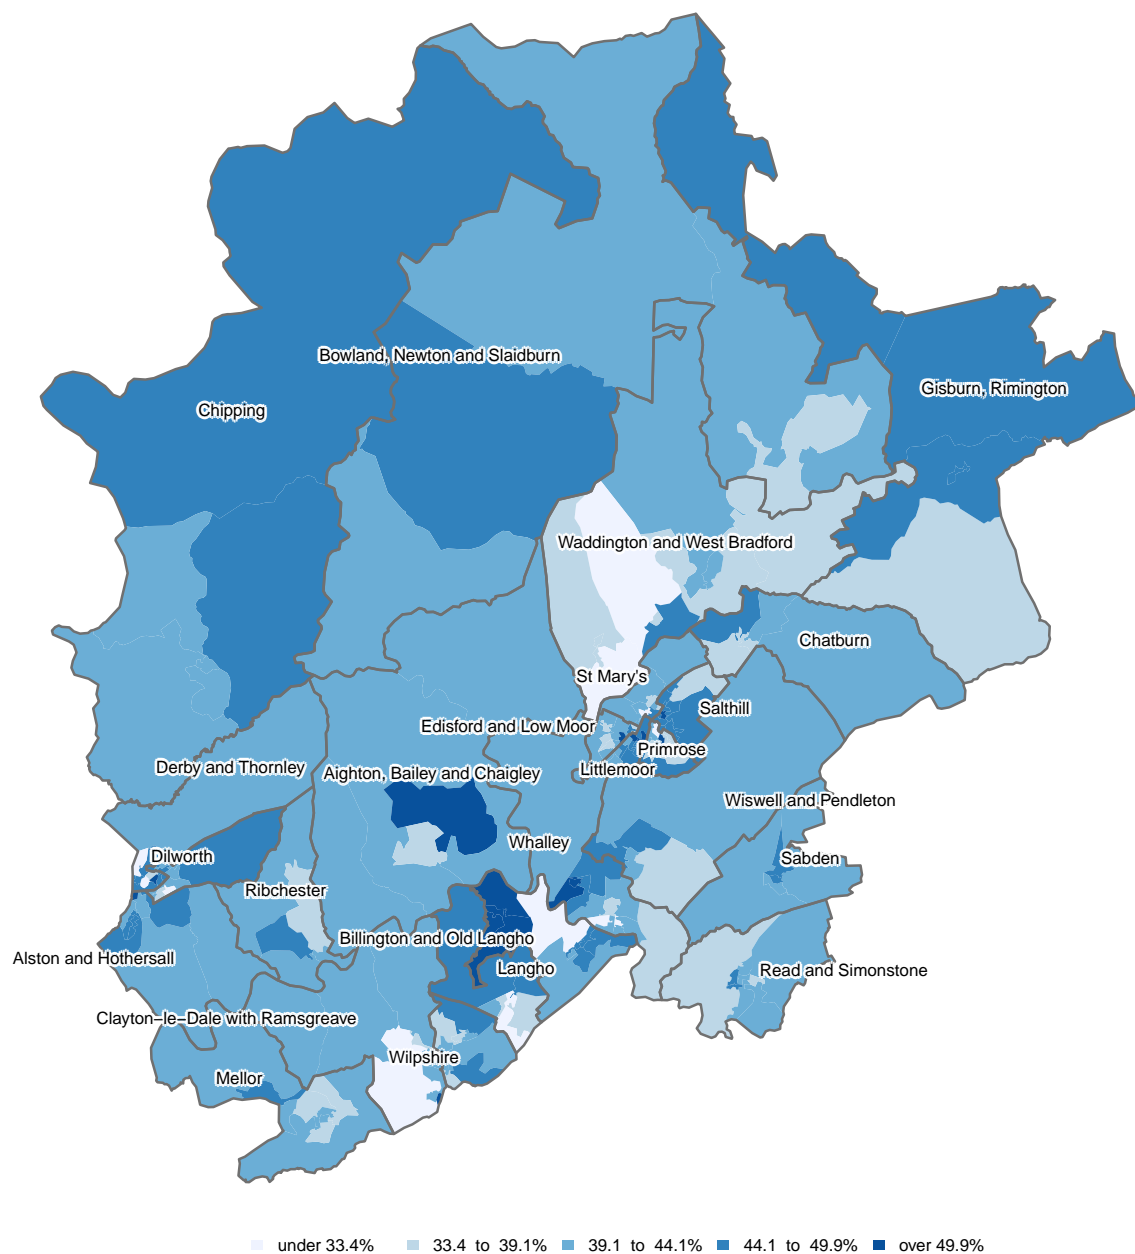 Bowland, Newton and Slaidburn
Gisburn, Rimington
Chipping
Waddington and West Bradford
Chatburn
St Mary's
Salthill
Edisford and Low Moor
Primrose
Littlemoor
Derby and Thornley
Aighton, Bailey and Chaigley
Wiswell and Pendleton
Whalley
Dilworth
Sabden
Ribchester
Billington and Old Langho
Alston and Hothersall
Langho
Read and Simonstone
Clayton−le−Dale with Ramsgreave
Wilpshire
Mellor
under 33.4% 33.4 to 39.1% 39.1 to 44.1% 44.1 to 49.9% over 49.9%